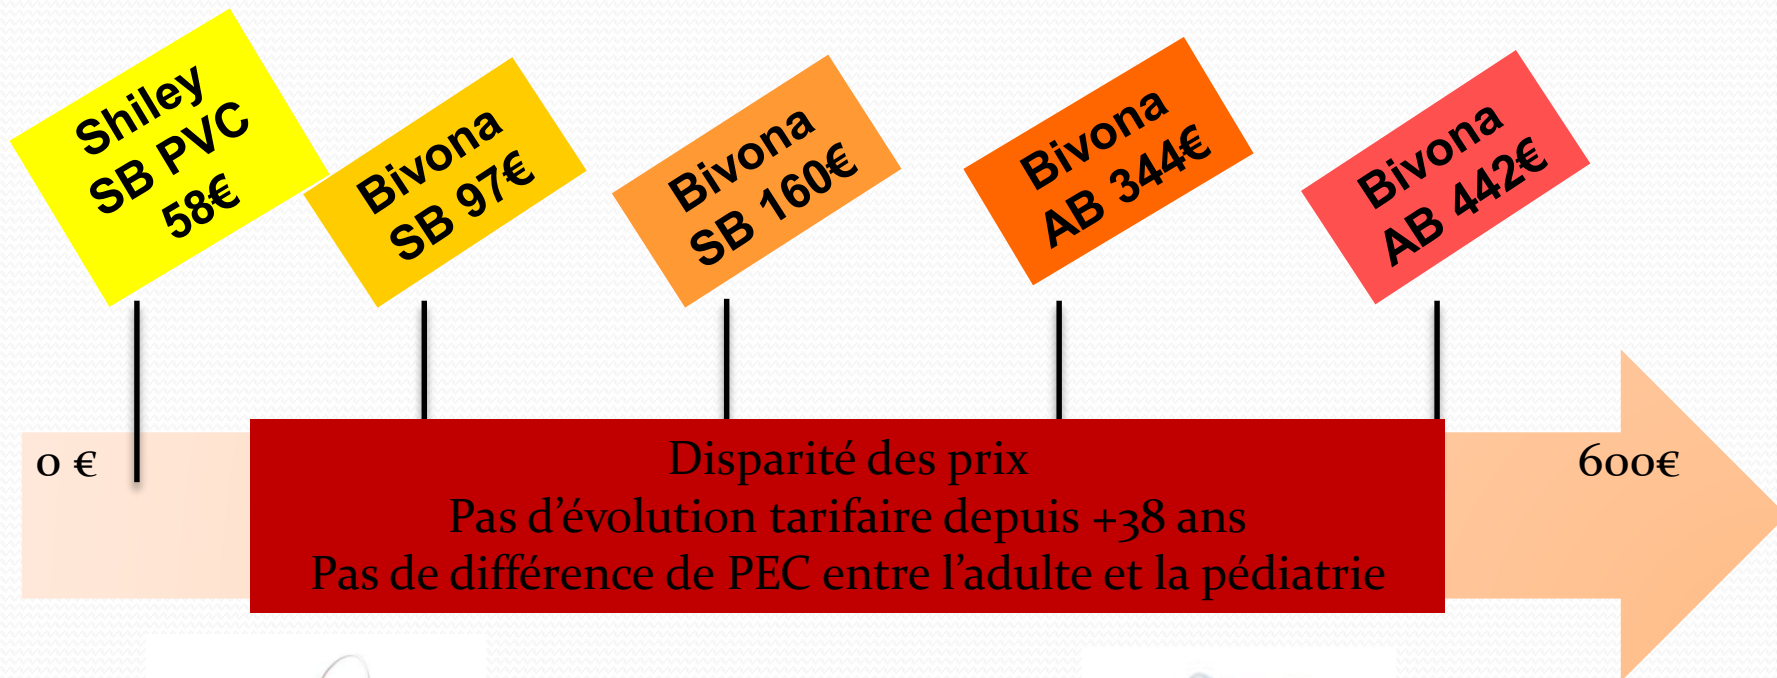 Shiley
SB PVC
58€
Bivona
SB 97€
Bivona
SB 160€
Bivona
AB 344€
Bivona
AB 442€
0 €
600€
Disparité des prix
Pas d’évolution tarifaire depuis +38 ans
Pas de différence de PEC entre l’adulte et la pédiatrie